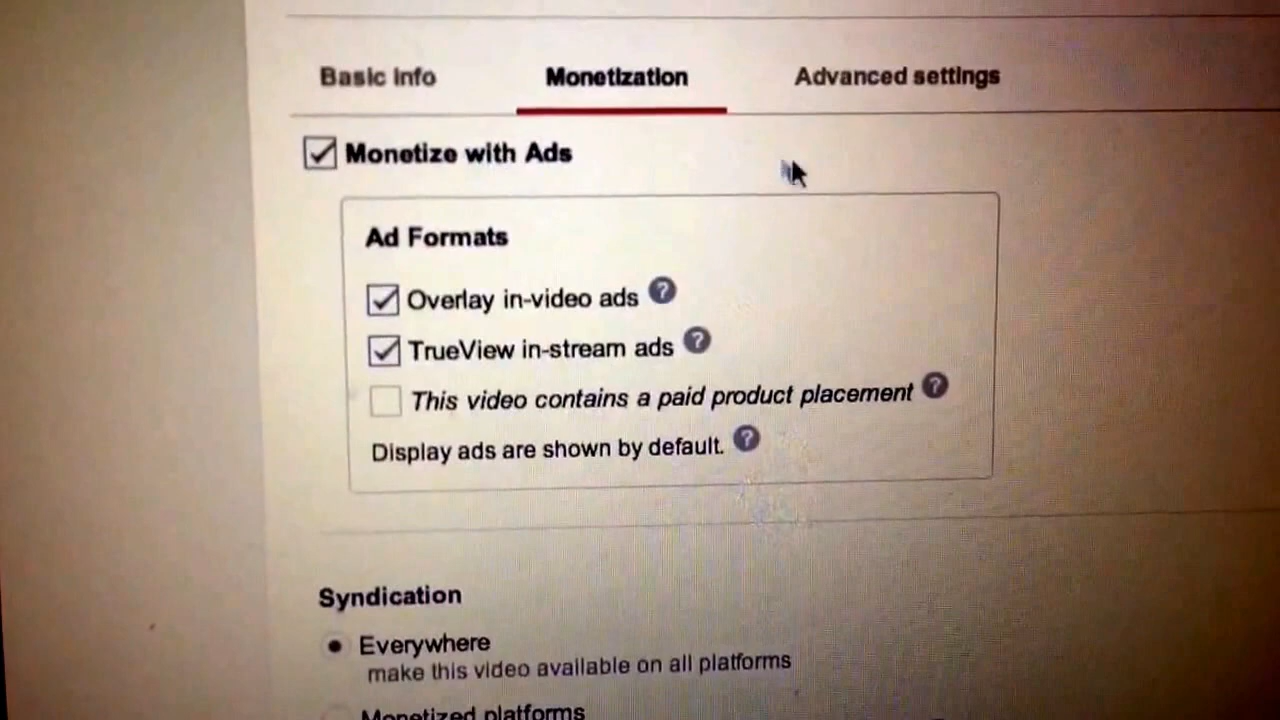 Basic info Monetization Advanced settings
Monetize with Ads
Ad Formats
Overlay in-video ads ?
TrueView in-stream ads ?
This video contains a paid product placement ?
Display ads are shown by default. ?
Syndication
Everywhere
make this video available on all platforms
Monetized platforms